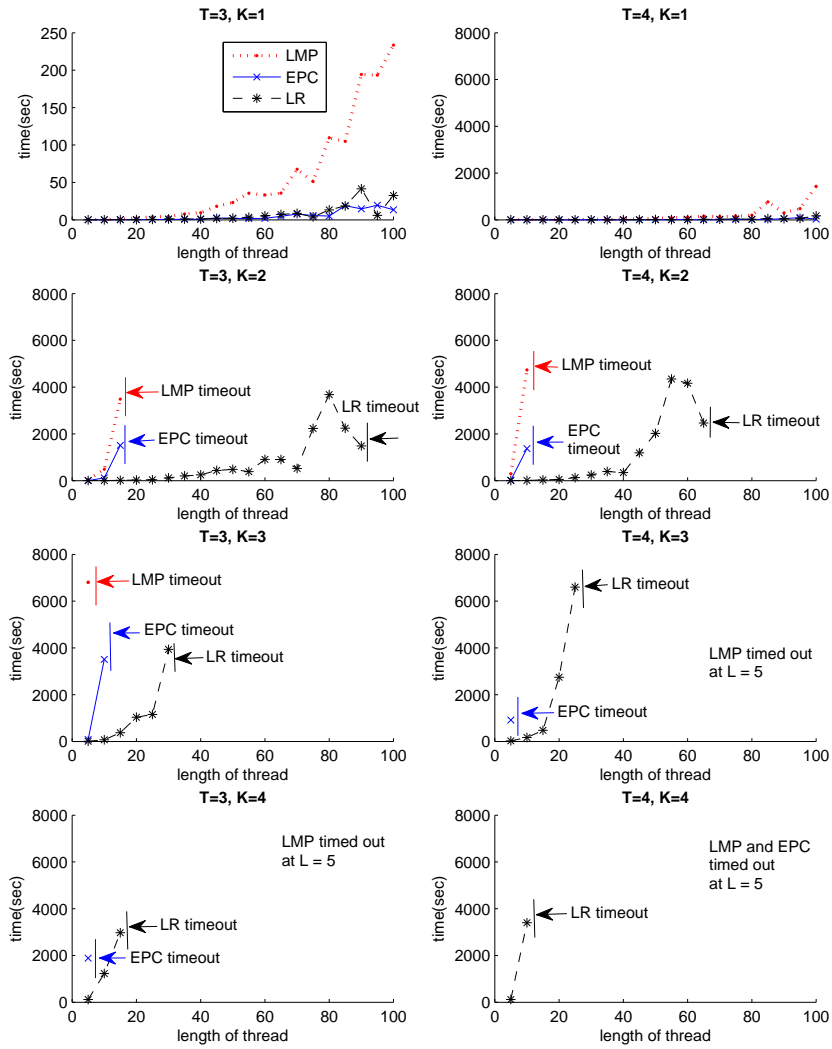 T=3, K=1
250
200
150
100
50
0
time(sec)
0 20 40 60 80 100
length of thread
LMP
EPC
LR
T=4, K=1
8000
6000
4000
2000
0
time(sec)
0 20 40 60 80 100
length of thread
T=3, K=2
8000
6000
4000
2000
0
time(sec)
LMP timeout
EPC timeout
LR timeout
0 20 40 60 80 100
length of thread
T=4, K=2
8000
6000
4000
2000
0
time(sec)
LMP timeout
EPC
timeout
LR timeout
0 20 40 60 80 100
length of thread
T=3, K=3
8000
6000
4000
2000
0
time(sec)
LMP timeout
EPC timeout
LR timeout
0 20 40 60 80 100
length of thread
T=4, K=3
8000
6000
4000
2000
0
time(sec)
LR timeout
LMP timed out
at L = 5
EPC timeout
0 20 40 60 80 100
length of thread
T=3, K=4
8000
6000
4000
2000
0
time(sec)
LMP timed out
at L = 5
LR timeout
EPC timeout
0 20 40 60 80 100
length of thread
T=4, K=4
8000
6000
4000
2000
0
time(sec)
LMP and EPC
timed out
at L = 5
LR timeout
0 20 40 60 80 100
length of thread